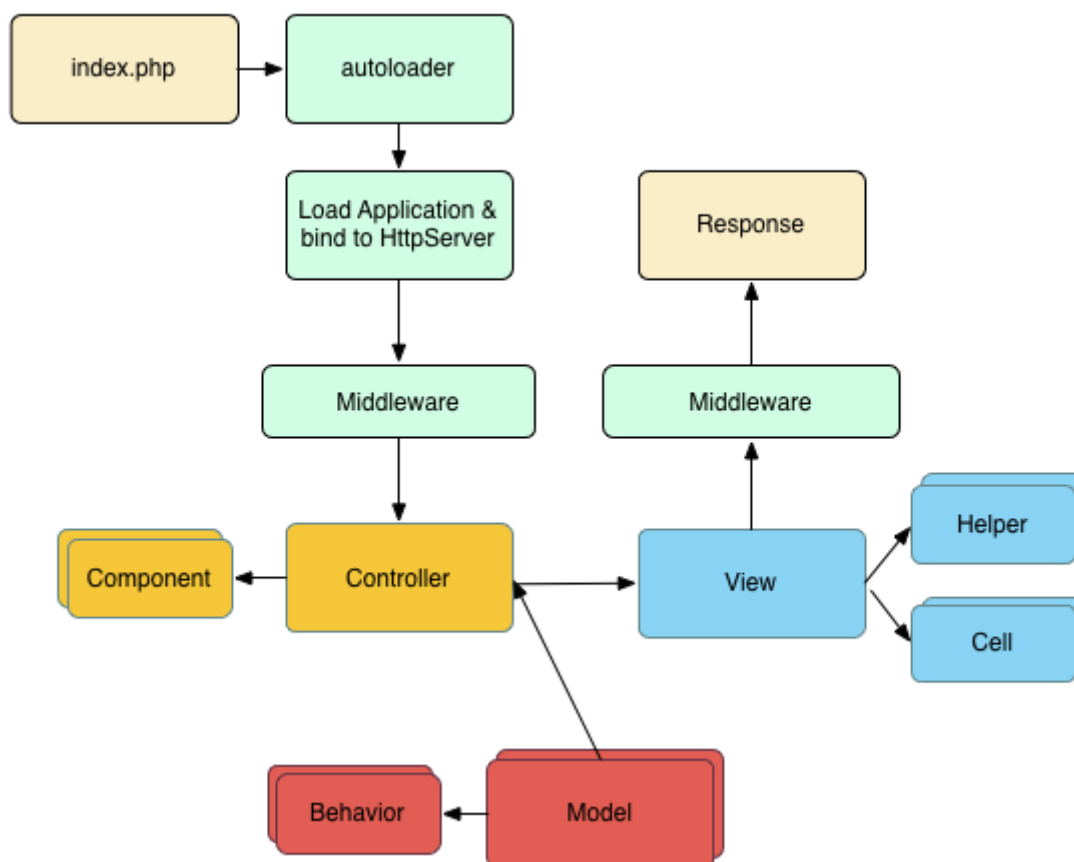 index.php
autoloader
Load Application &
bind to HttpServer
Response
Middleware
Middleware
Helper
Component
Controller
View
Cell
Behavior
Model